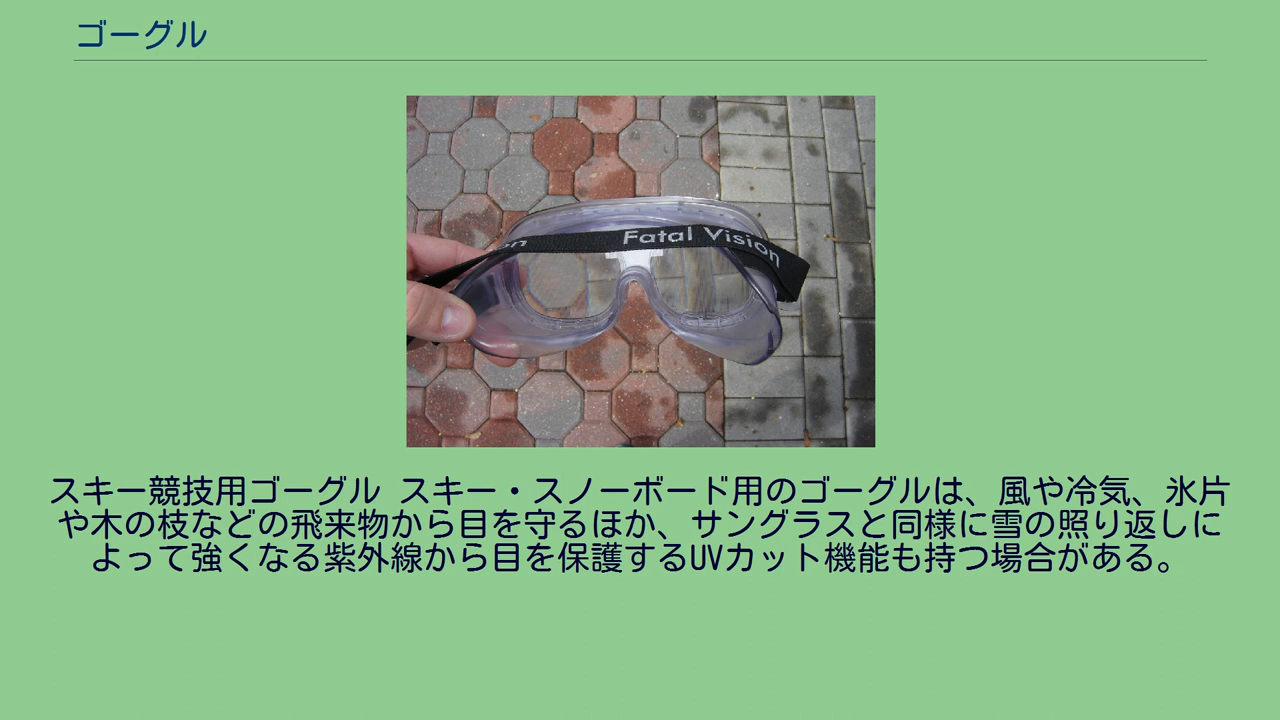 ゴーグル
on
Fatal Vision
スキー競技用ゴーグル スキー・スノーボード用のゴーグルは、風や冷気、氷片
や木の枝などの飛来物から目を守るほか、サングラスと同様に雪の照り返しに
よって強くなる紫外線から目を保護するUVカット機能も持つ場合がある。